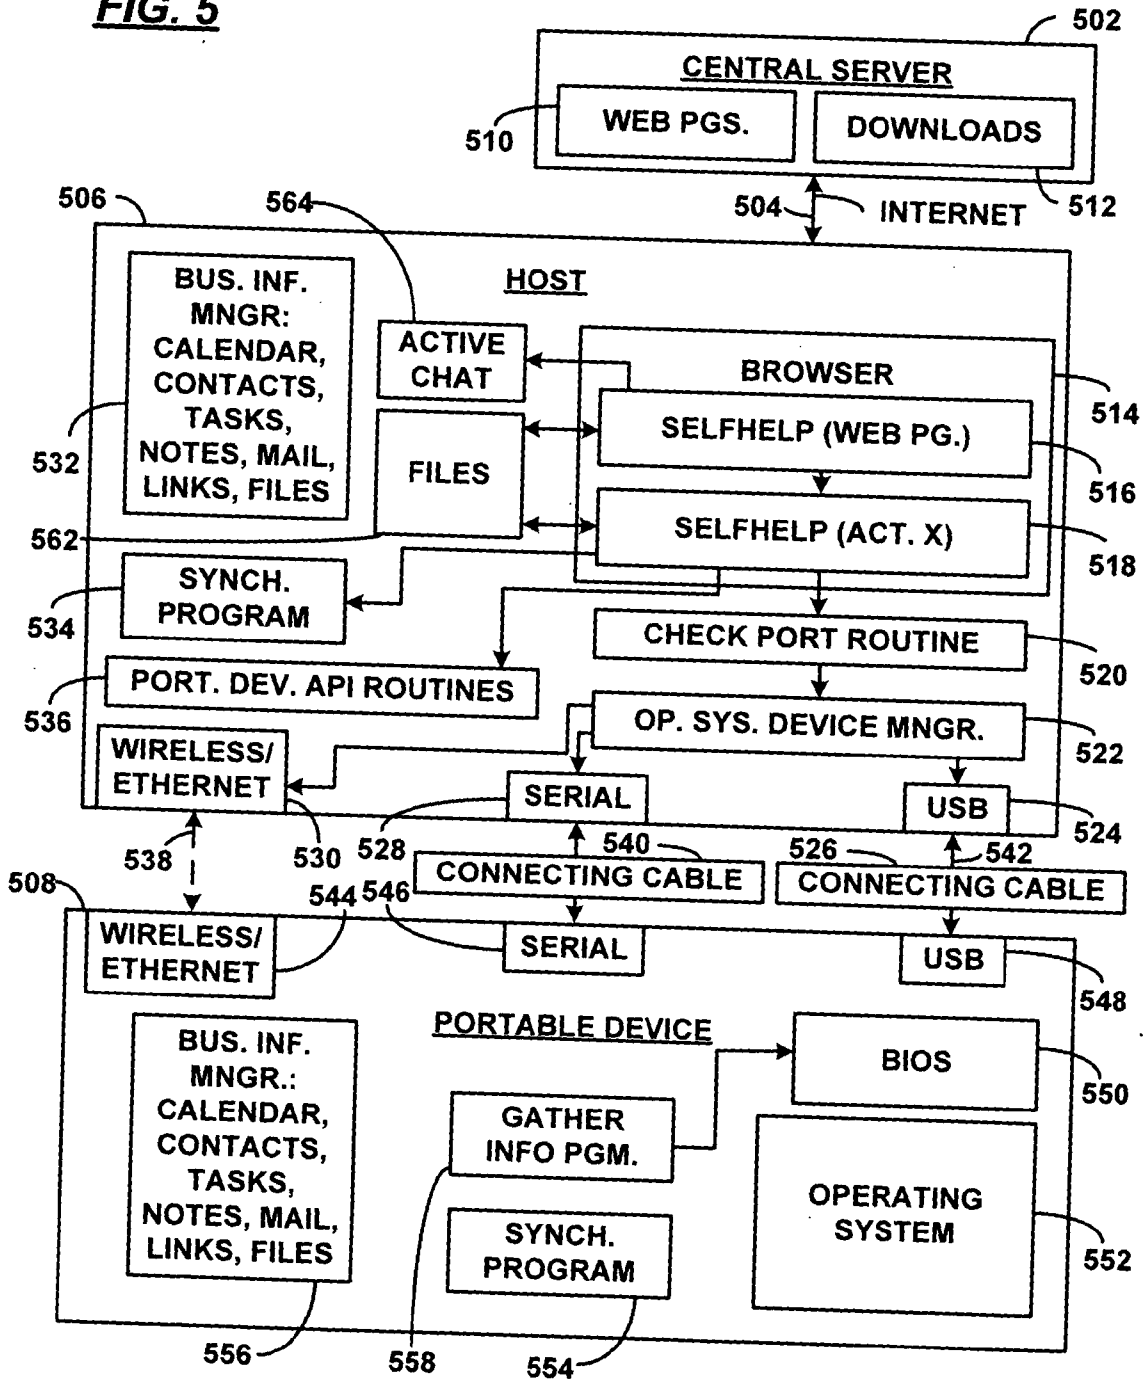 FIG. 5
502
CENTRAL SERVER
WEB PGS.
DOWNLOADS
510
512
504
INTERNET
506
564
HOST
BUS. INF.
MNGR:
CALENDAR,
CONTACTS,
TASKS,
NOTES, MAIL,
LINKS, FILES
532
ACTIVE
CHAT
BROWSER
514
SELFHELP (WEB PG.)
516
FILES
SELFHELP (ACT. X)
518
562
SYNCH.
PROGRAM
534
CHECK PORT ROUTINE
520
PORT. DEV. API ROUTINES
536
OP. SYS. DEVICE MNGR.
522
WIRELESS/
ETHERNET
530
SERIAL
528
USB
524
538
540
526
542
CONNECTING CABLE
CONNECTING CABLE
508
544
546
WIRELESS/
ETHERNET
SERIAL
USB
548
PORTABLE DEVICE
BUS. INF.
MNGR.:
CALENDAR,
CONTACTS,
TASKS,
NOTES, MAIL,
LINKS, FILES
BIOS
550
GATHER
INFO PGM.
OPERATING
SYSTEM
552
SYNCH.
PROGRAM
556
558
554